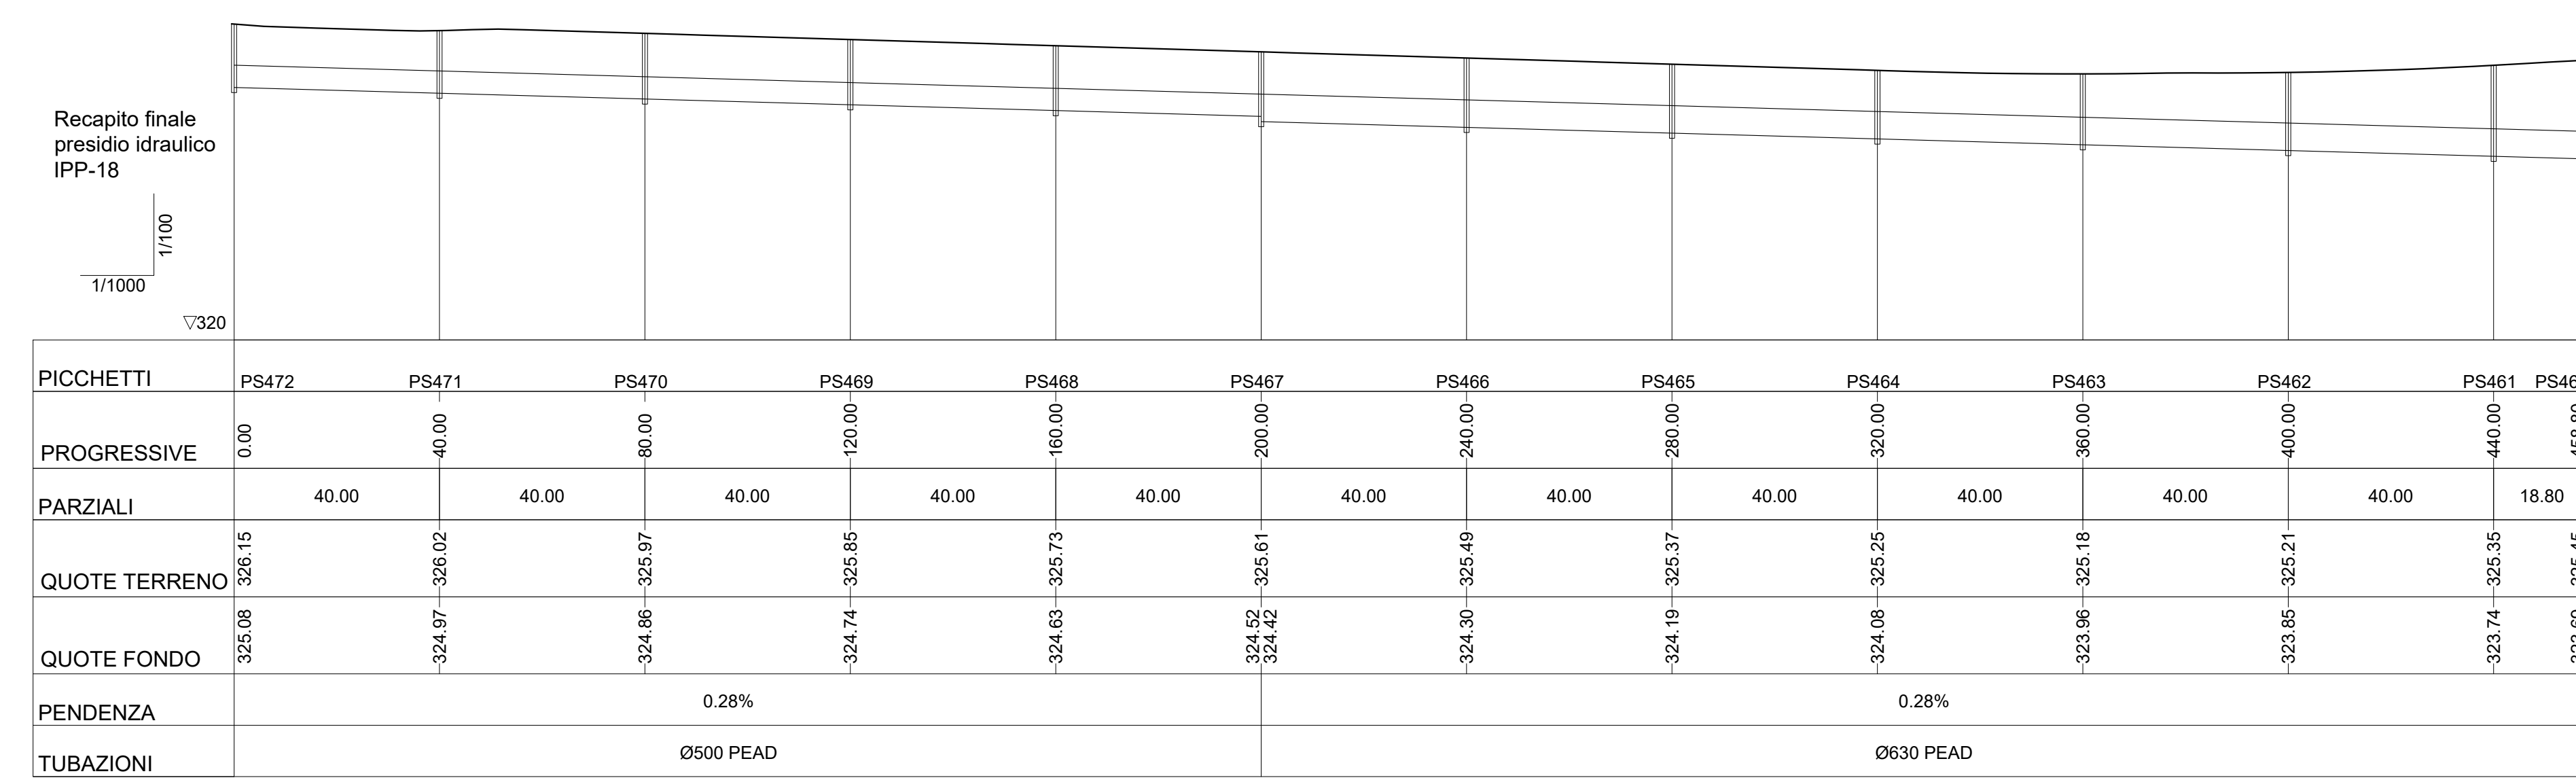 Recapito finale
presidio idraulico
IPP-18
1/100
1/1000
▽320
PICCHETTI PS472 PS471 PS470 PS469 PS468 PS467 PS466 PS465 PS464 PS463 PS462 PS461
PROGRESSIVE 0.00 40.00 80.00 120.00 160.00 200.00 240.00 280.00 320.00 360.00 400.00 440.00
PARZIALI 40.00 40.00 40.00 40.00 40.00 40.00 40.00 40.00 40.00 40.00 40.00 18.80
QUOTE TERRENO 326.15 326.02 325.97 325.85 325.73 325.61 325.49 325.37 325.25 325.18 325.21 325.35
QUOTE FONDO 325.08 324.97 324.86 324.74 324.63 324.52 324.42 324.30 324.19 324.08 323.96 323.85 323.74
PENDENZA 0.28% 0.28%
TUBAZIONI Ø500 PEAD Ø630 PEAD